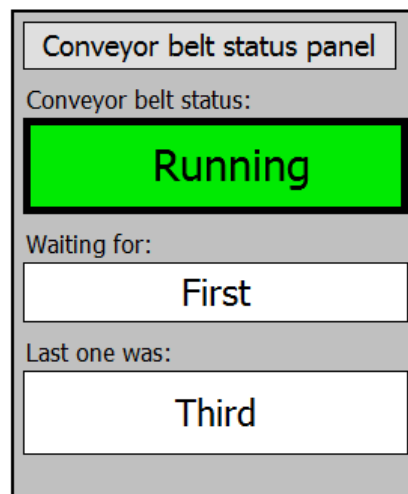 Conveyor belt status panel
Conveyor belt status:
Running
Waiting for:
First
Last one was:
Third